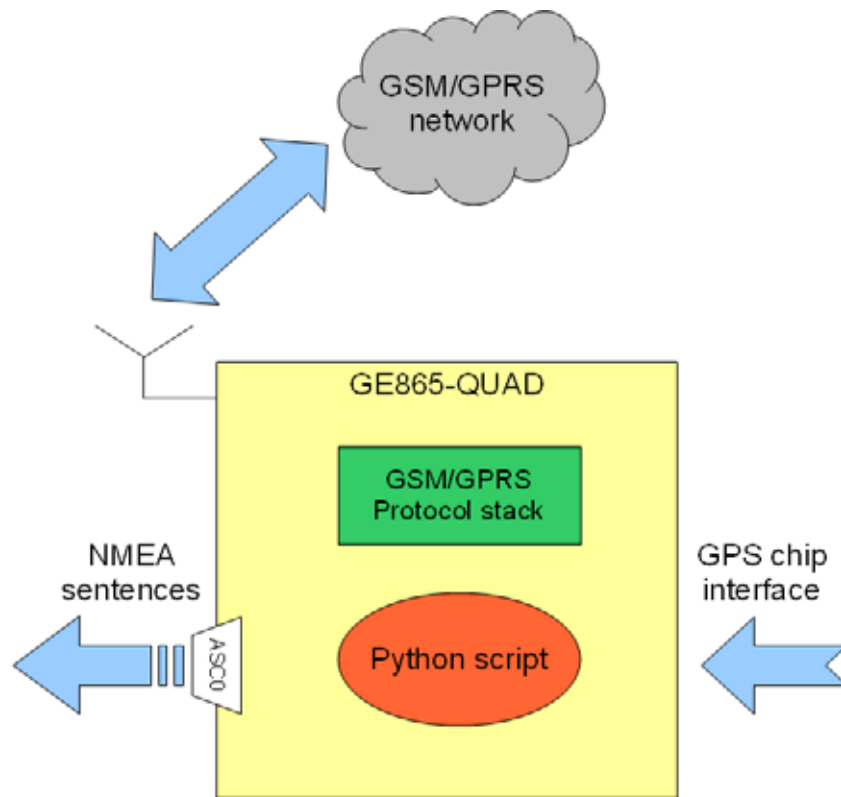 GSM/GPRS
network
GE865-QUAD
GSM/GPRS
Protocol stack
NMEA
sentences
GPS chip
interface
ASC0
Python script